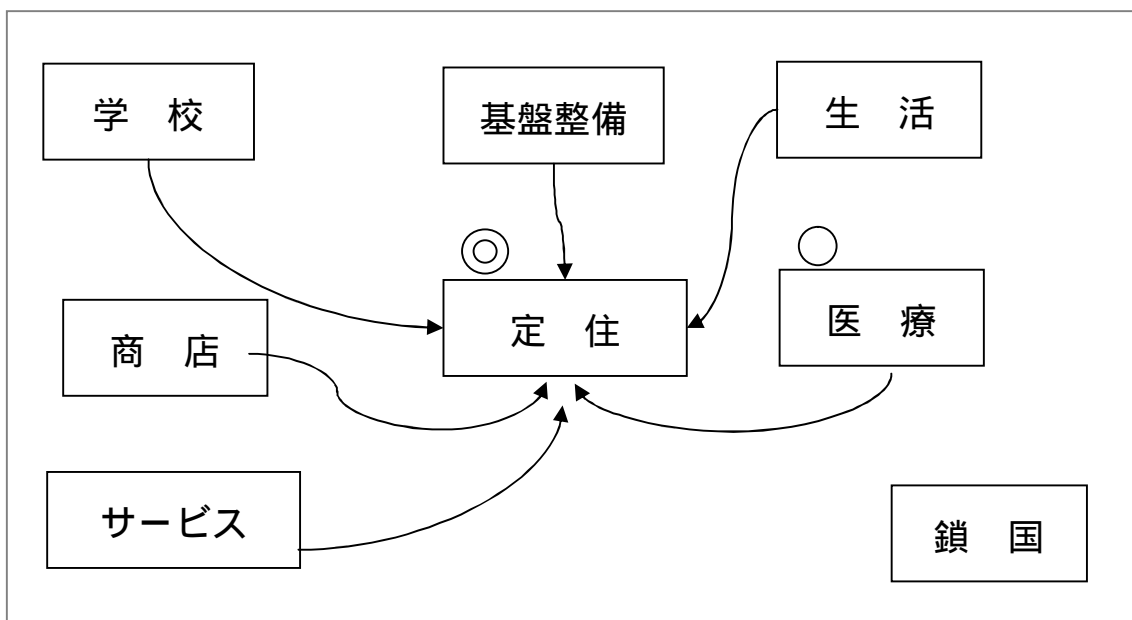 学　校
基盤整備
生　活
定　住
医　療
商　店
サービス
鎖　国